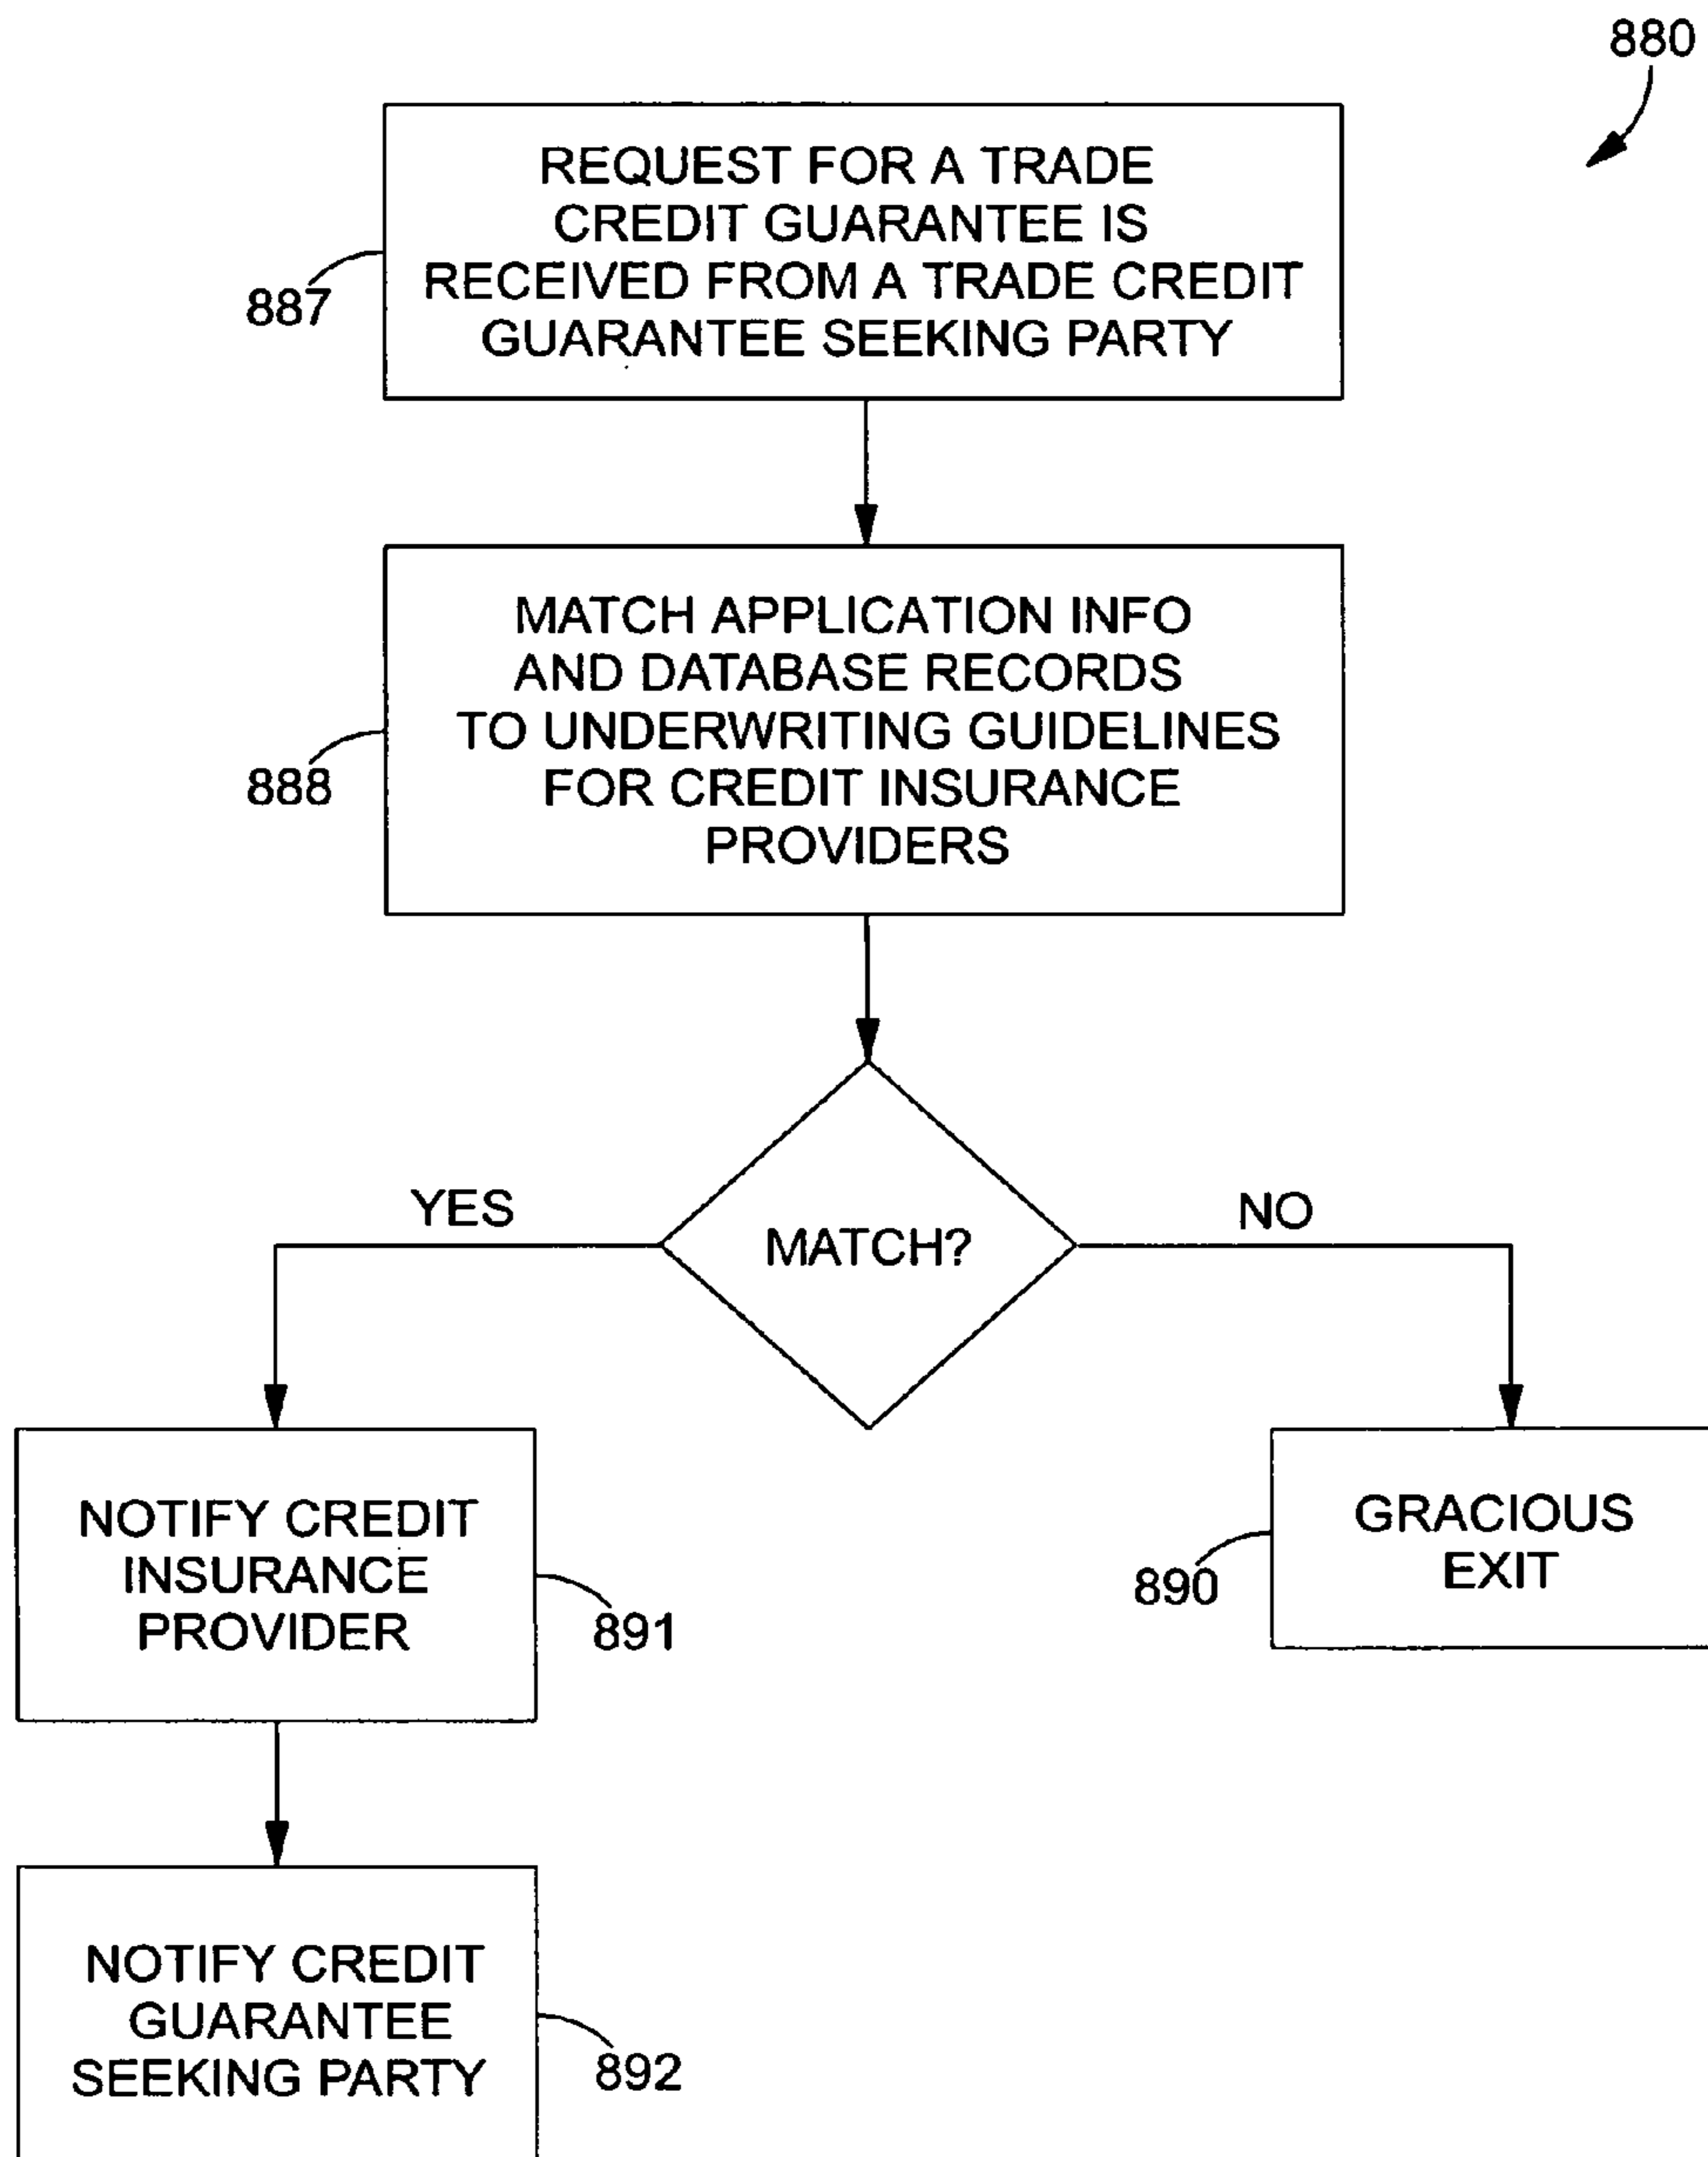 880
REQUEST FOR A TRADE
CREDIT GUARANTEE IS
RECEIVED FROM A TRADE CREDIT
GUARANTEE SEEKING PARTY
887
MATCH APPLICATION INFO
AND DATABASE RECORDS
TO UNDERWRITING GUIDELINES
FOR CREDIT INSURANCE
PROVIDERS
888
YES
MATCH?
NO
NOTIFY CREDIT
INSURANCE
PROVIDER
891
GRACIOUS
EXIT
890
NOTIFY CREDIT
GUARANTEE
SEEKING PARTY
892